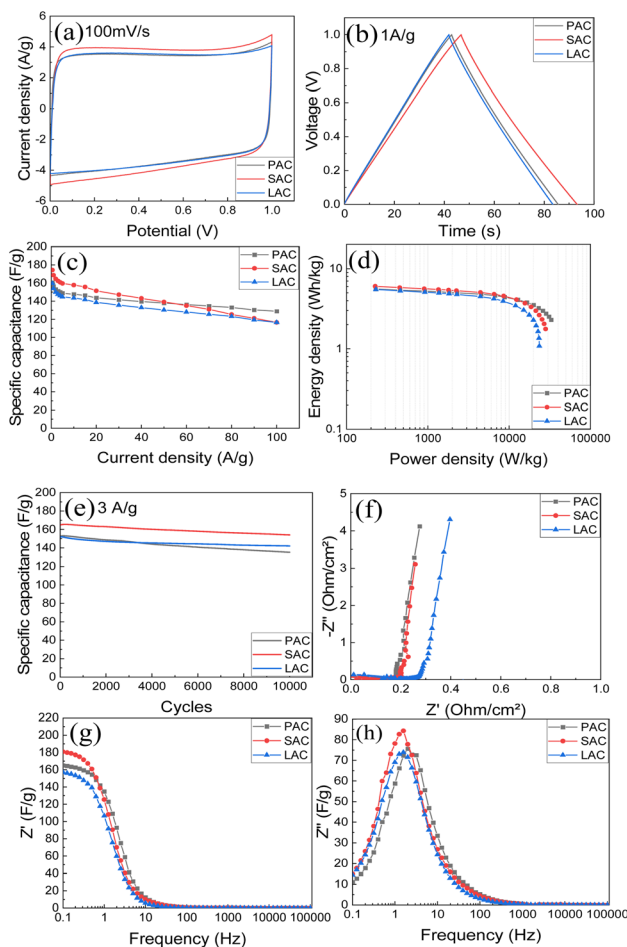 (a) 100mV/s
Current density (A/g)
6
4
2
0
-2
-4
-6
0.0 0.2 0.4 0.6 0.8 1.0
Potential (V)
PAC
SAC
LAC
(b) 1A/g
Voltage (V)
1.0
0.8
0.6
0.4
0.2
0.0
0 20 40 60 80 100
Time (s)
PAC
SAC
LAC
(c)
Specific capacitance (F/g)
200
180
160
140
120
100
80
60
40
20
0
0 20 40 60 80 100
Current density (A/g)
PAC
SAC
LAC
(d)
Energy density (Wh/kg)
10
1
0.1
100 1000 10000 100000
Power density (W/kg)
PAC
SAC
LAC
(e) 3 A/g
Specific capacitance (F/g)
200
180
160
140
120
100
80
60
40
20
0
0 2000 4000 6000 8000 10000
Cycles
PAC
SAC
LAC
(f)
-Z" (Ohm/cm²)
5
4
3
2
1
0
0.0 0.2 0.4 0.6 0.8 1.0
Z' (Ohm/cm²)
PAC
SAC
LAC
(g)
Z' (F/g)
220
200
180
160
140
120
100
80
60
40
20
0
0.1 1 10 100 1000 10000 100000
Frequency (Hz)
PAC
SAC
LAC
(h)
Z" (F/g)
90
80
70
60
50
40
30
20
10
0
0.1 1 10 100 1000 10000 100000
Frequency (Hz)
PAC
SAC
LAC